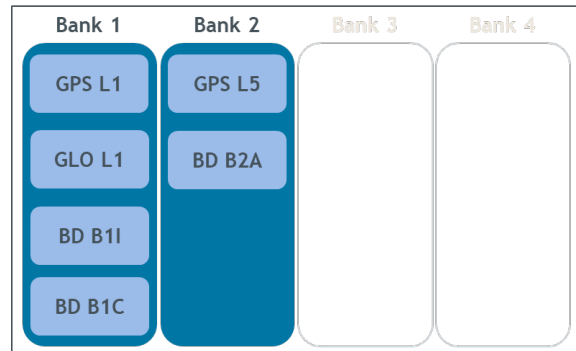 Bank 1 Bank 2 Bank 3 Bank 4
GPS L1 GPS L5
GLO L1 BD B2A
BD B1I
BD B1C